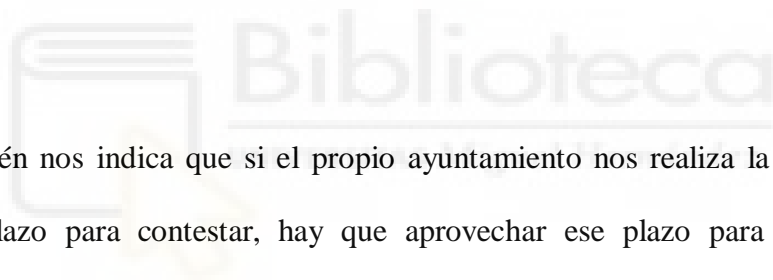 Biblioteca
én nos indica que si el propio ayuntamiento nos realiza la
lazo para contestar, hay que aprovechar ese plazo para